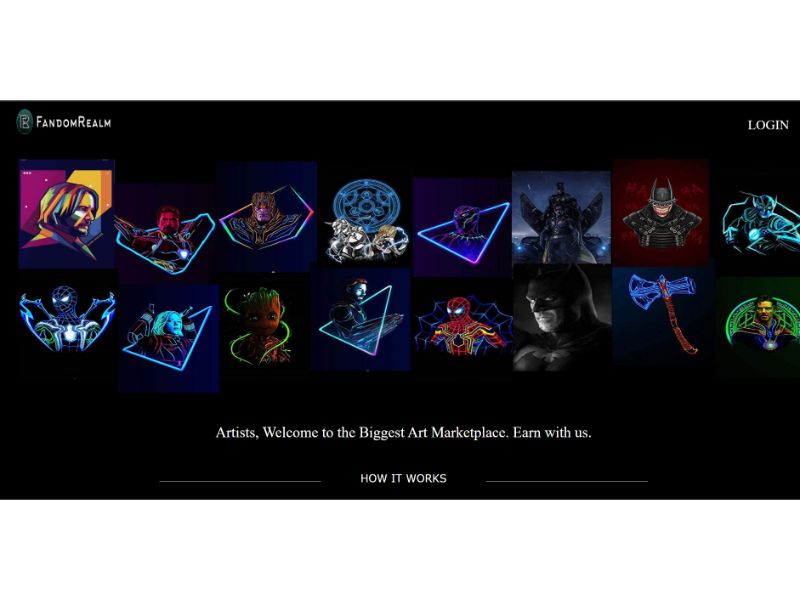 FANDOMREALM
LOGIN
Artists, Welcome to the Biggest Art Marketplace. Earn with us.
HOW IT WORKS